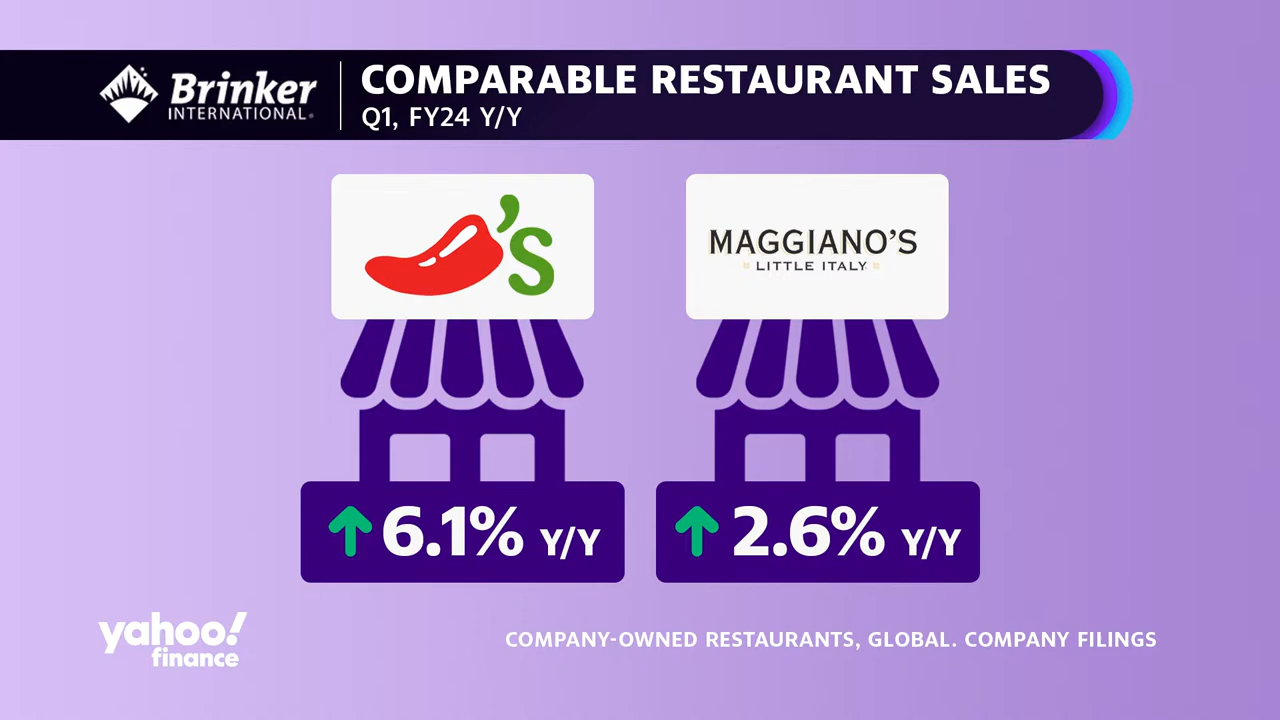 Brinker
INTERNATIONAL®
COMPARABLE RESTAURANT SALES
Q1, FY24 Y/Y
'S
MAGGIANO'S
LITTLE ITALY
6.1% Y/Y
2.6% Y/Y
yahoo!
finance
COMPANY-OWNED RESTAURANTS, GLOBAL. COMPANY FILINGS